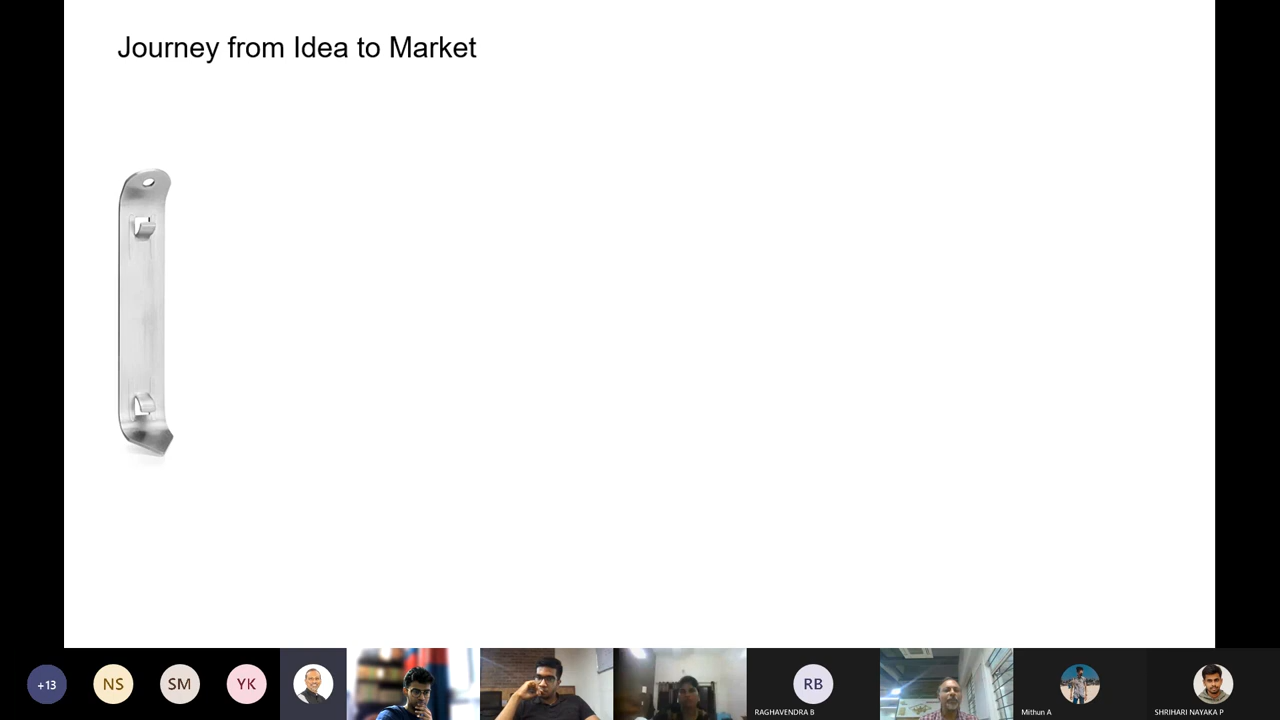 Journey from Idea to Market
+13
NS
SM
YK
RB
RAGHAVENDRA B
Mithun A
SHRIHARI NAYAKA P